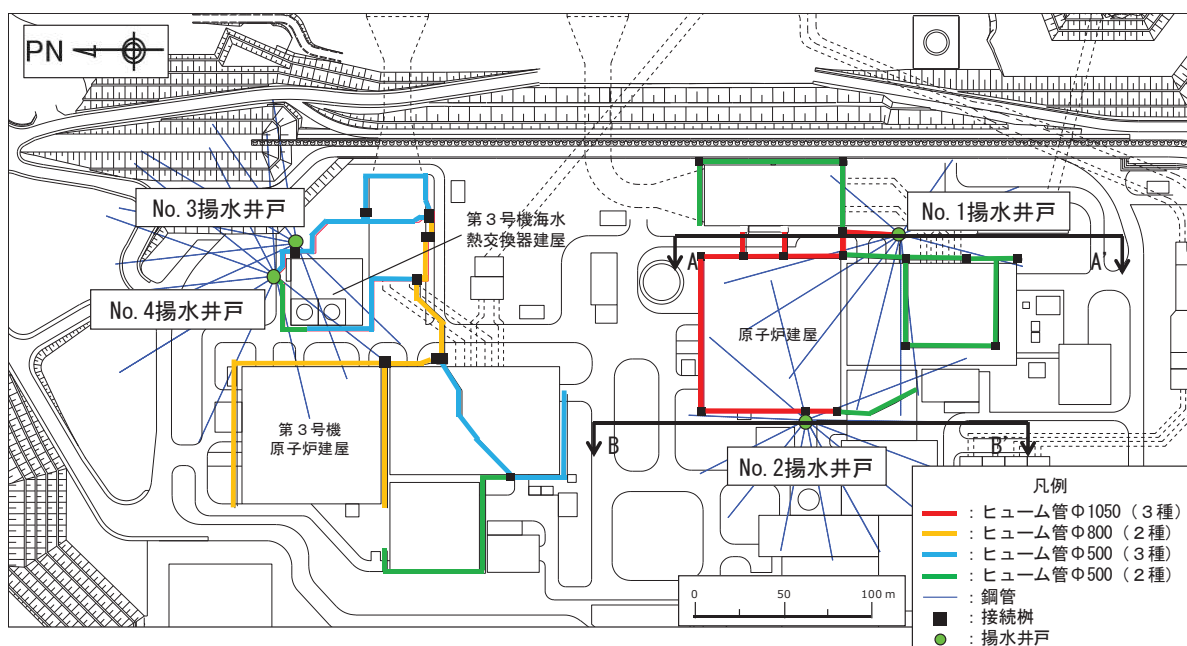 PN
No.3揚水井戸
第3号機海水
熱交換器建屋
No.1揚水井戸
A
A'
No.4揚水井戸
原子炉建屋
第3号機
原子炉建屋
B
B'
No.2揚水井戸
凡例
:ヒューム管Φ1050(3種)
:ヒューム管Φ800(2種)
:ヒューム管Φ500(3種)
:ヒューム管Φ500(2種)
:鋼管
:接続桝
:揚水井戸
0 50 100 m